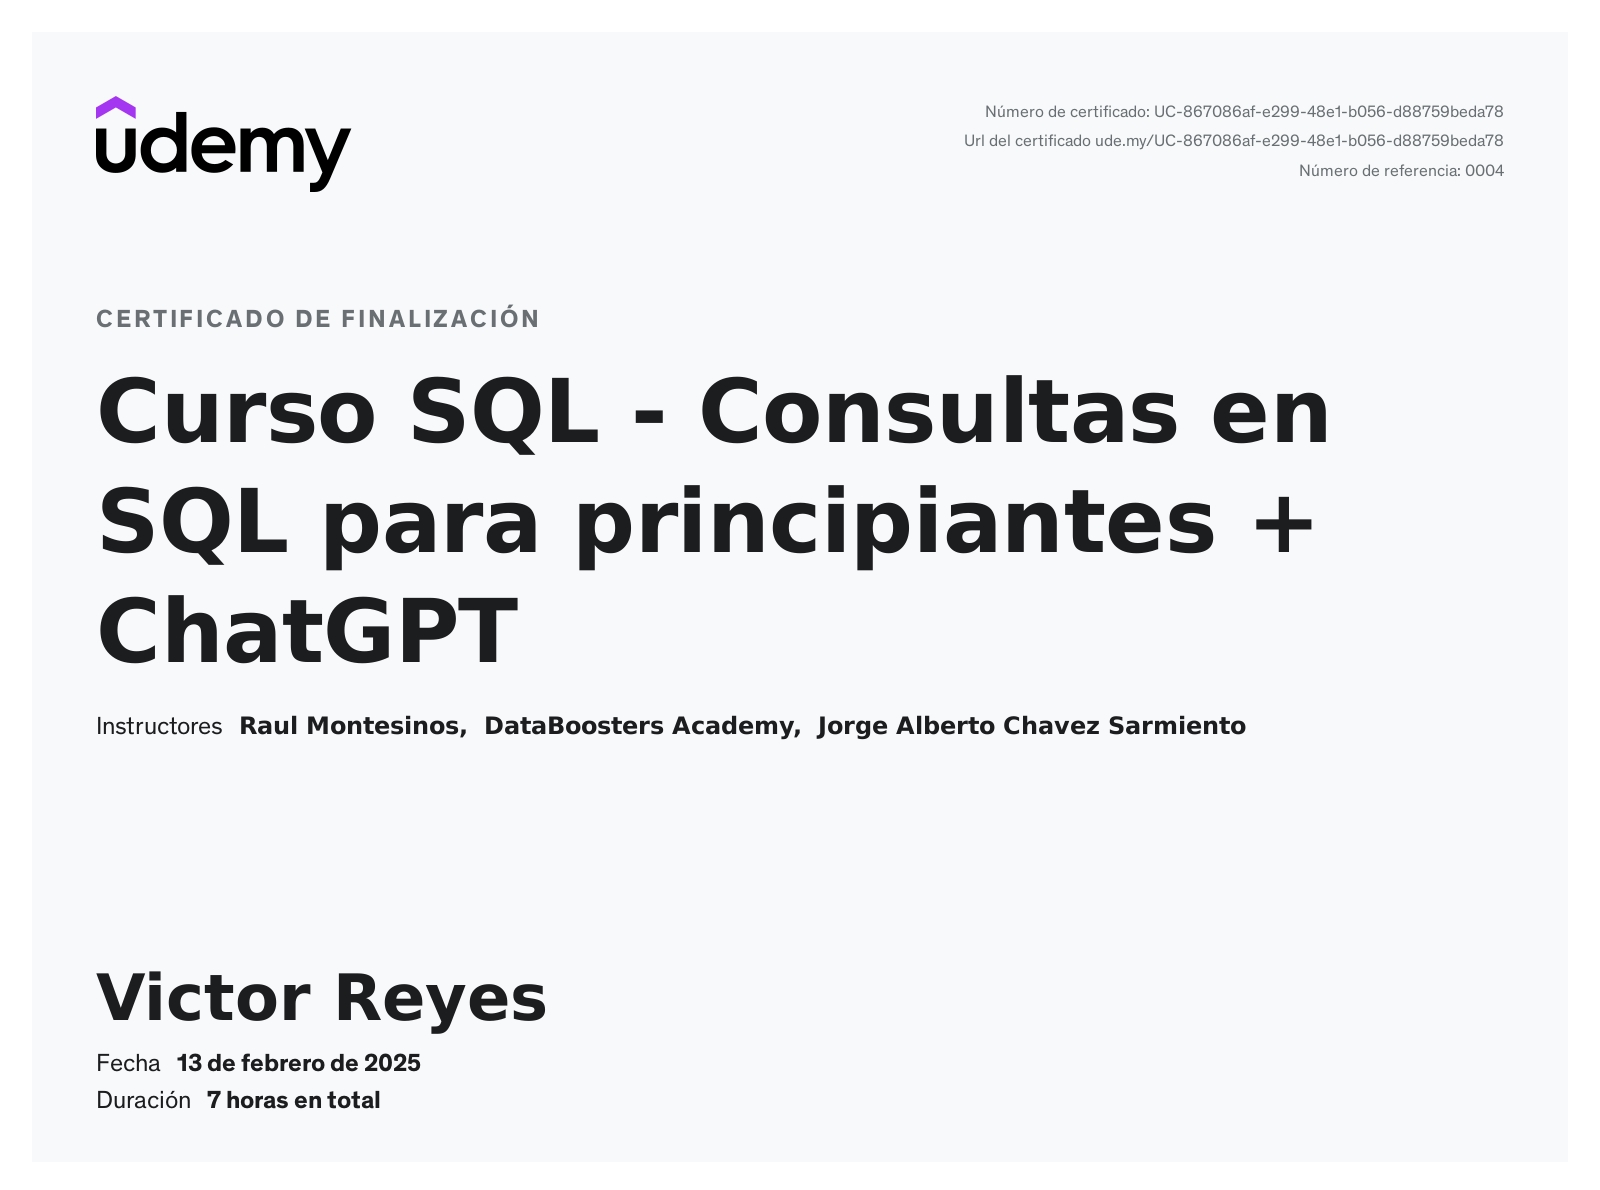 udemy
Número de certificado: UC-867086af-e299-48e1-b056-d88759beda78
Url del certificado ude.my/UC-867086af-e299-48e1-b056-d88759beda78
Número de referencia: 0004
CERTIFICADO DE FINALIZACIÓN
Curso SQL - Consultas en
SQL para principiantes +
ChatGPT
Instructores Raul Montesinos, DataBoosters Academy, Jorge Alberto Chavez Sarmiento
Victor Reyes
Fecha 13 de febrero de 2025
Duración 7 horas en total